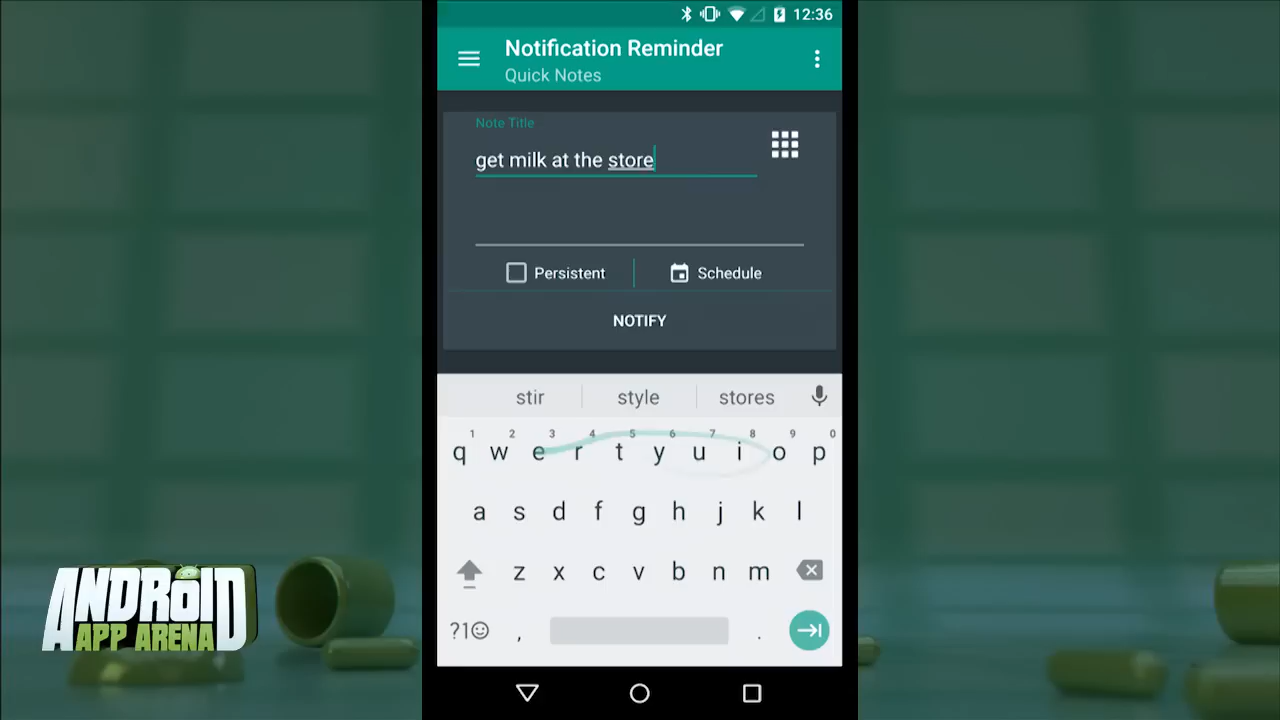 12:36
Notification Reminder
Quick Notes
Note Title
get milk at the store
Persistent
Schedule
NOTIFY
stir style stores
1 2 3 4 5 6 7 8 9 0
q w e r t y u i o p
a s d f g h j k l
z x c v b n m
?1 , .
ANDROID
APP ARENA